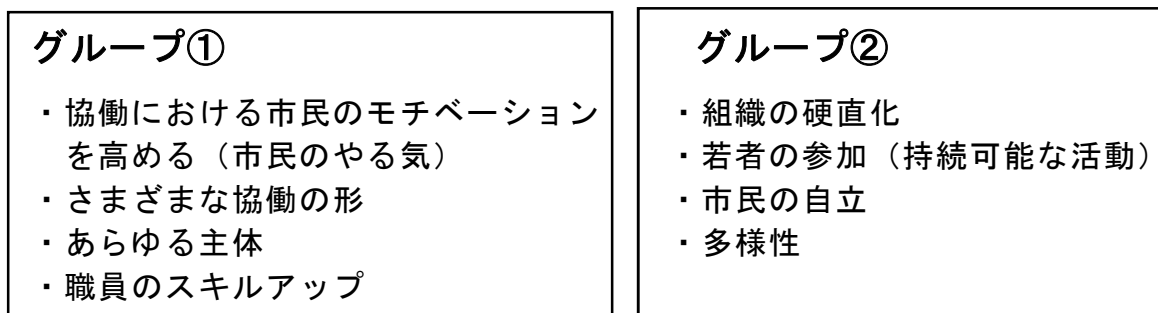 グループ①
・協働における市民のモチベーション
を高める（市民のやる気）
・さまざまな協働の形
・あらゆる主体
・職員のスキルアップ
グループ②
・組織の硬直化
・若者の参加（持続可能な活動）
・市民の自立
・多様性